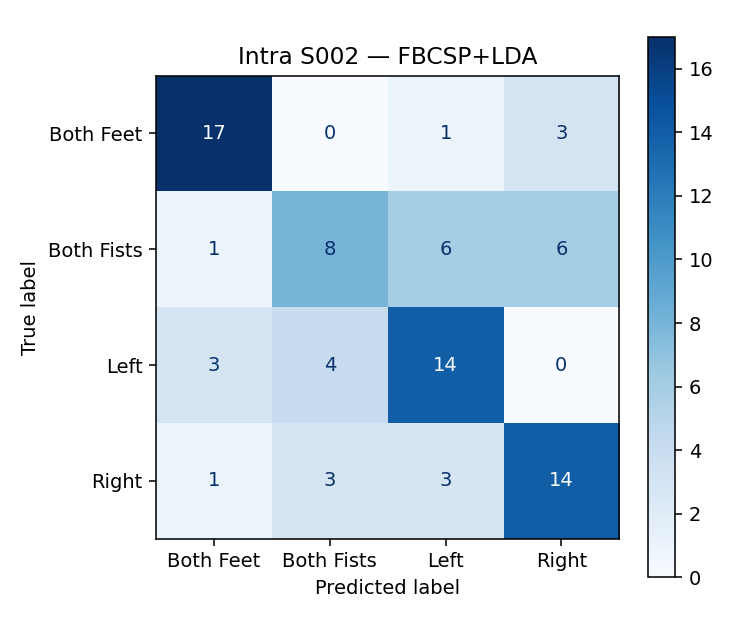 Intra S002 — FBCSP+LDA
Both Feet 17 0 1 3
Both Fists 1 8 6 6
Left 3 4 14 0
Right 1 3 3 14
Both Feet Both Fists Left Right
Predicted label
True label
16
14
12
10
8
6
4
2
0